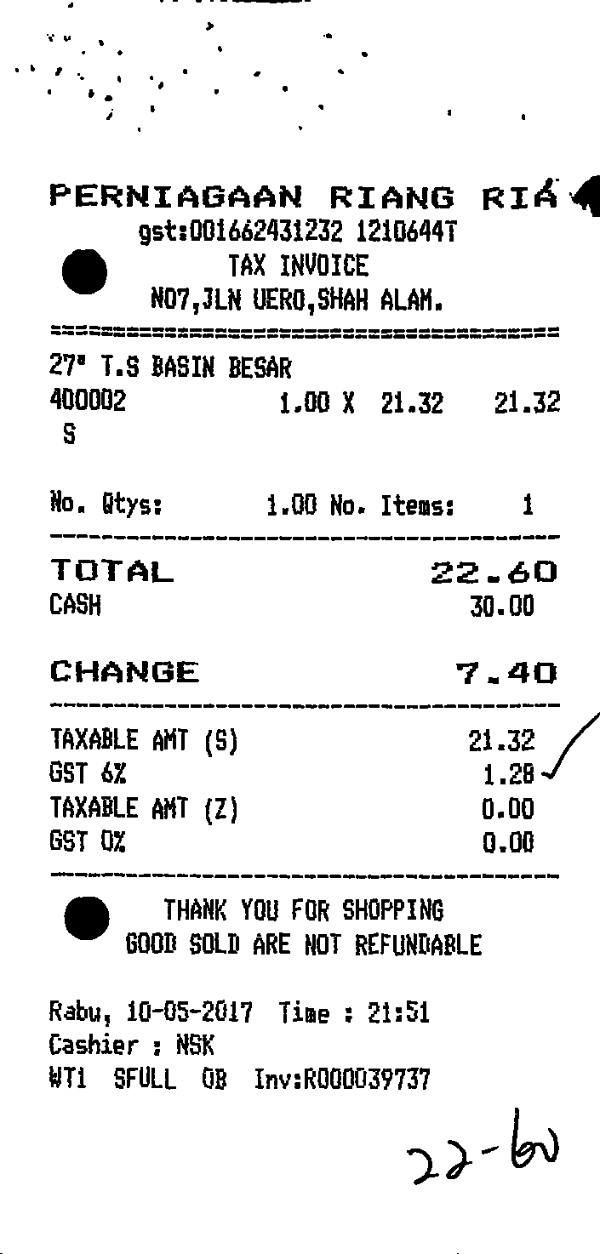 PERNIAGAAN RIANG RIA
gst:001662431232 1210644T
TAX INVOICE
NO7,JLN UERO,SHAH ALAM.
==========================================
27" T.S BASIN BESAR
400002 1.00 X 21.32 21.32
S
No. Qtys: 1.00 No. Items: 1
------------------------------------------
TOTAL 22.60
CASH 30.00
CHANGE 7.40
------------------------------------------
TAXABLE AMT (S) 21.32
GST 6% 1.28
TAXABLE AMT (Z) 0.00
GST 0% 0.00
------------------------------------------
THANK YOU FOR SHOPPING
GOOD SOLD ARE NOT REFUNDABLE
Rabu, 10-05-2017 Time : 21:51
Cashier : NSK
WT1 SFULL OB Inv:R000039737
22-60